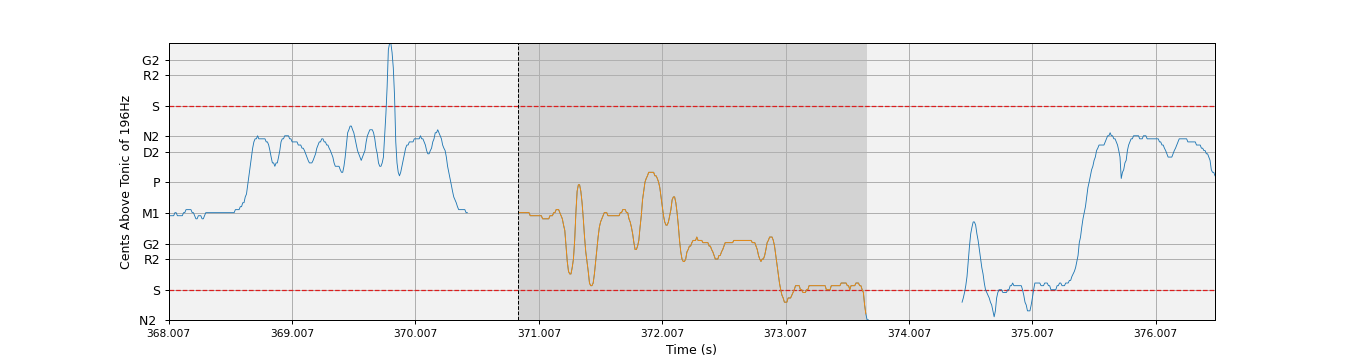 Cents Above Tonic of 196Hz
G2
R2
S
N2
D2
P
M1
G2
R2
S
N2
368.007 369.007 370.007 371.007 372.007 373.007 374.007 375.007 376.007
Time (s)